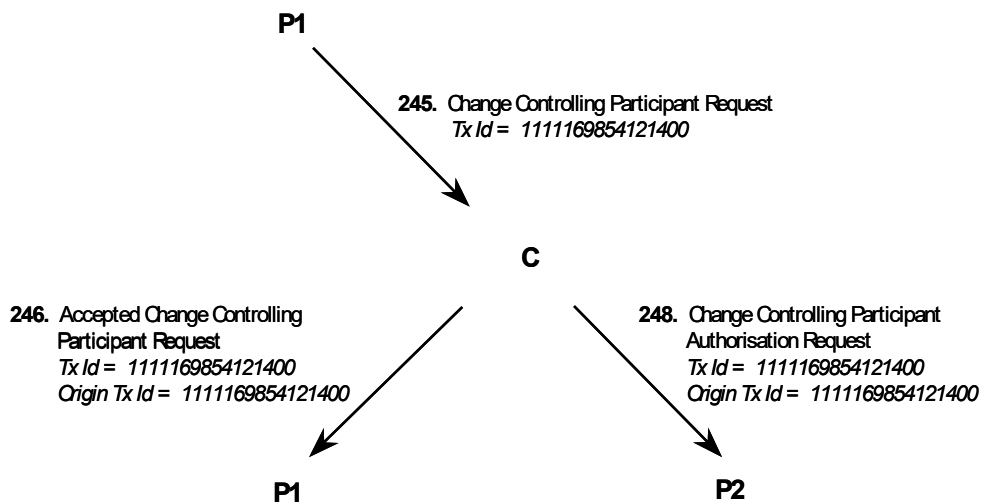 P1
245. Change Controlling Participant Request
Tx Id = 1111169854121400
C
246. Accepted Change Controlling
Participant Request
Tx Id = 1111169854121400
Origin Tx Id = 1111169854121400
248. Change Controlling Participant
Authorisation Request
Tx Id = 1111169854121400
Origin Tx Id = 1111169854121400
P1
P2